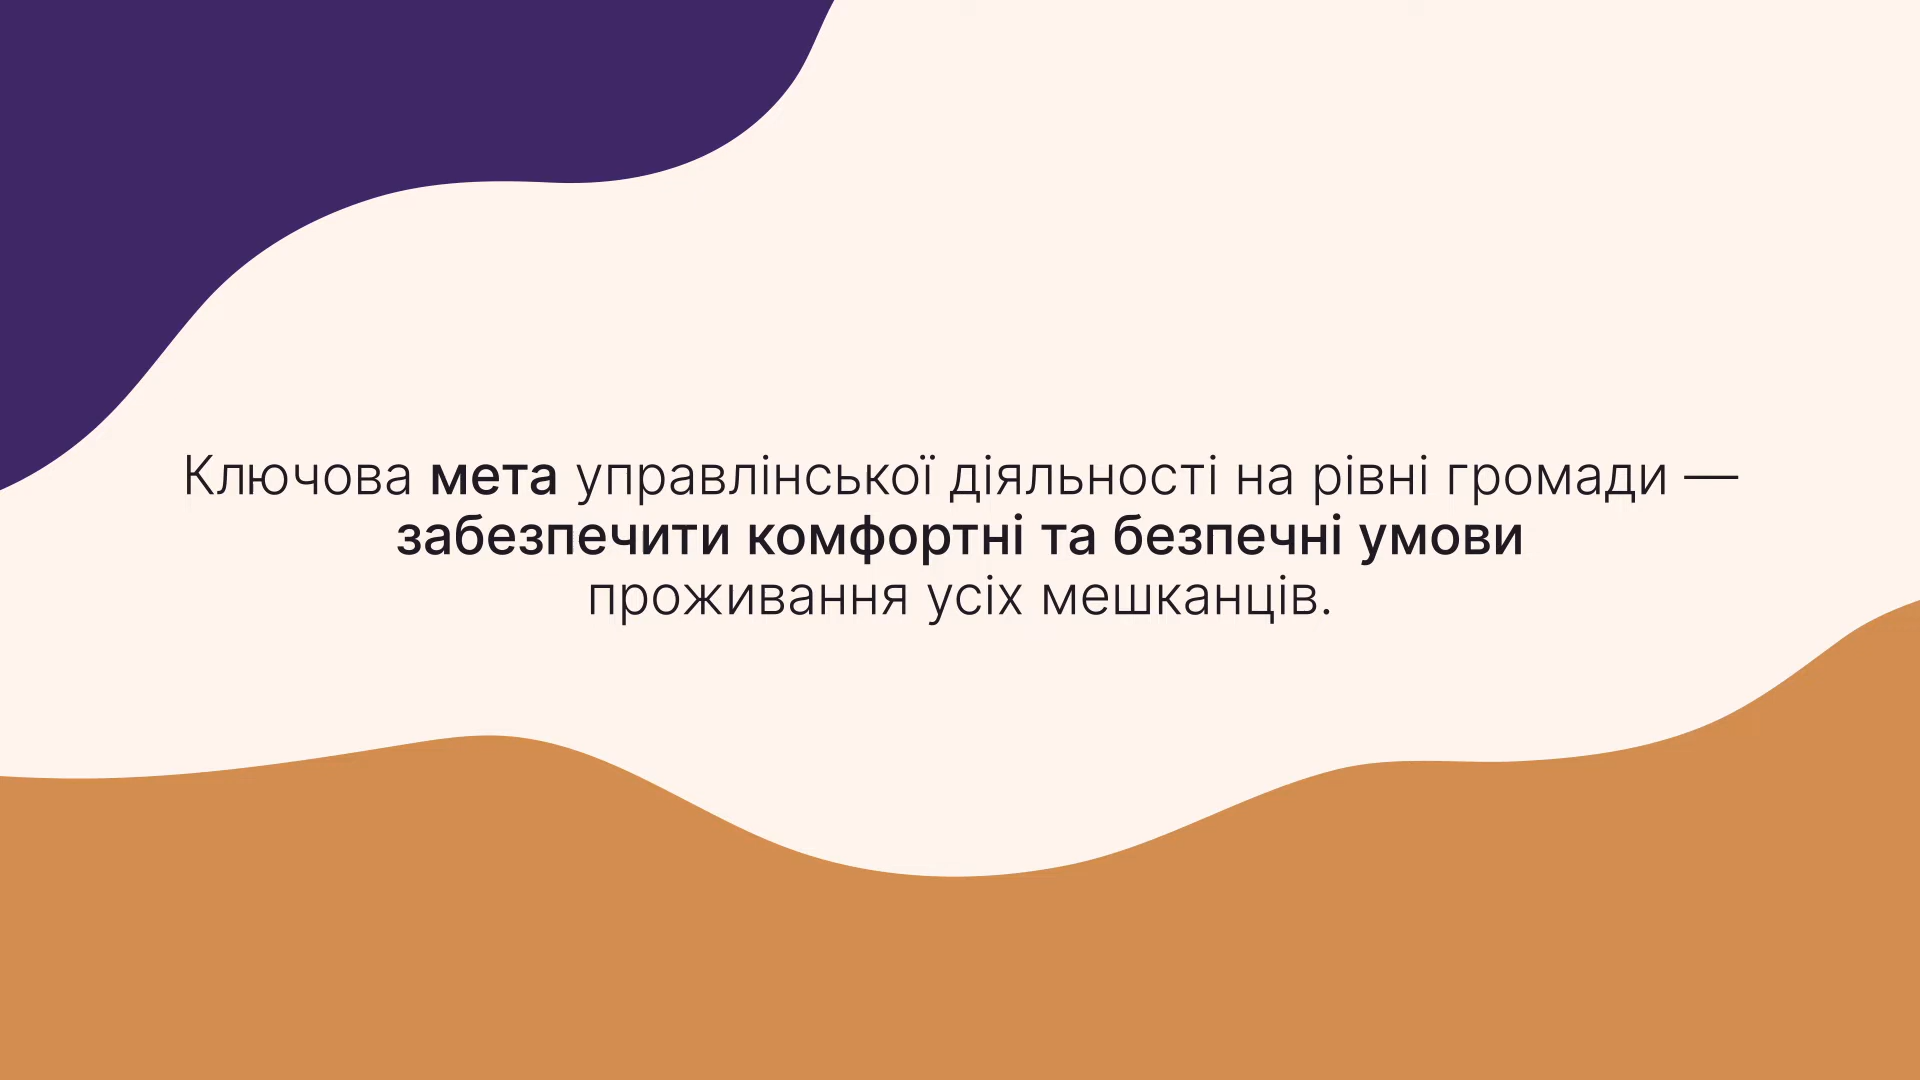 Ключова мета управлінської діяльності на рівні громади —
забезпечити комфортні та безпечні умови
проживання усіх мешканців.